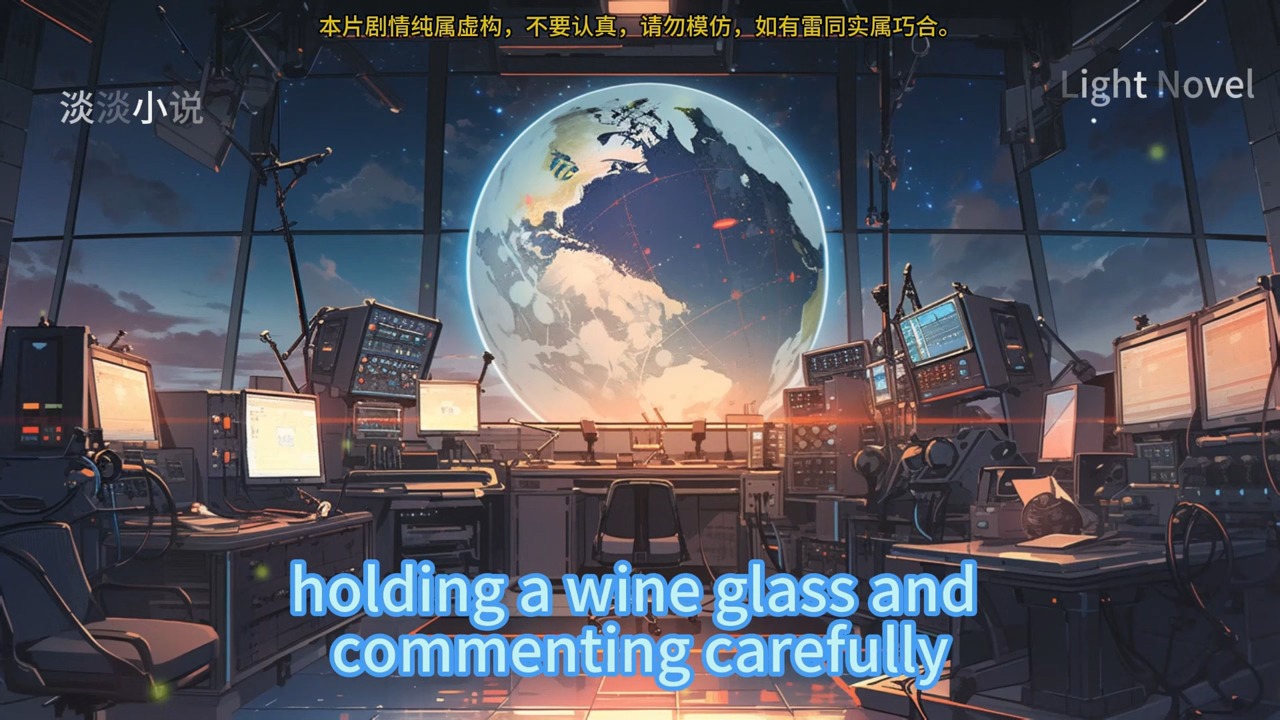 本片剧情纯属虚构，不要认真，请勿模仿，如有雷同实属巧合。
淡淡小说
Light Novel
holding a wine glass and
commenting carefully